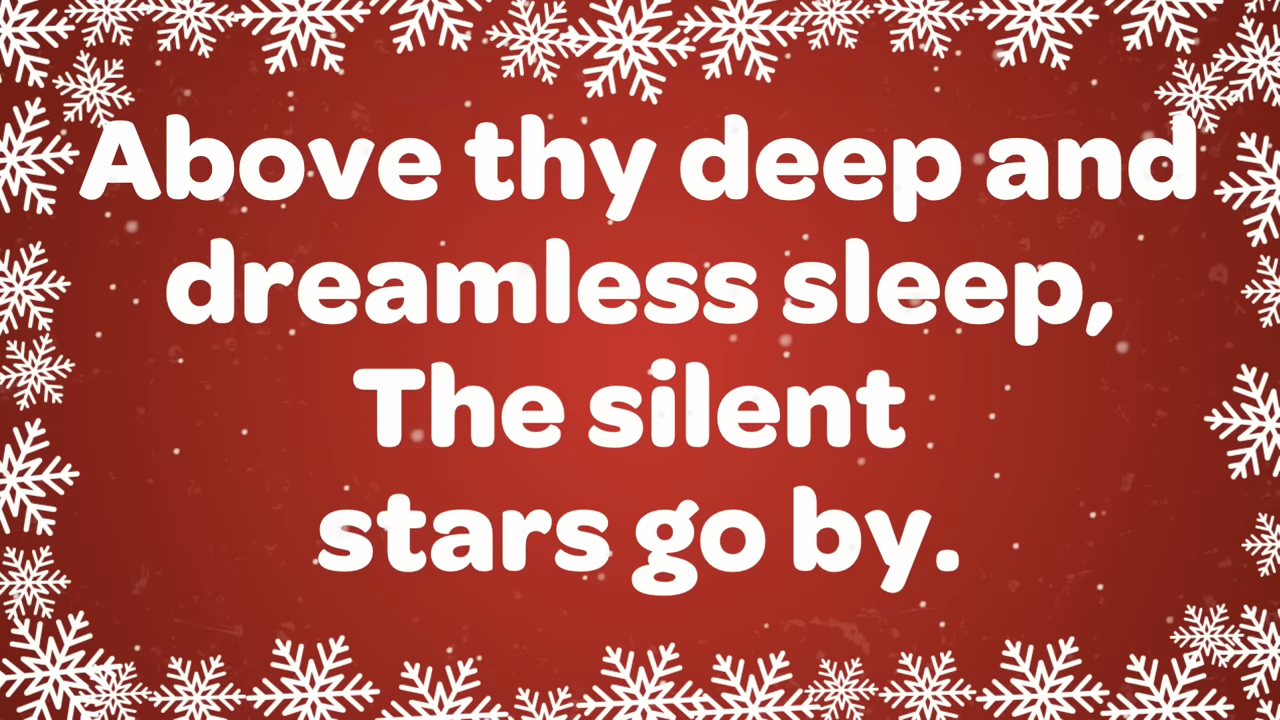 Above thy deep and
dreamless sleep,
The silent
stars go by.